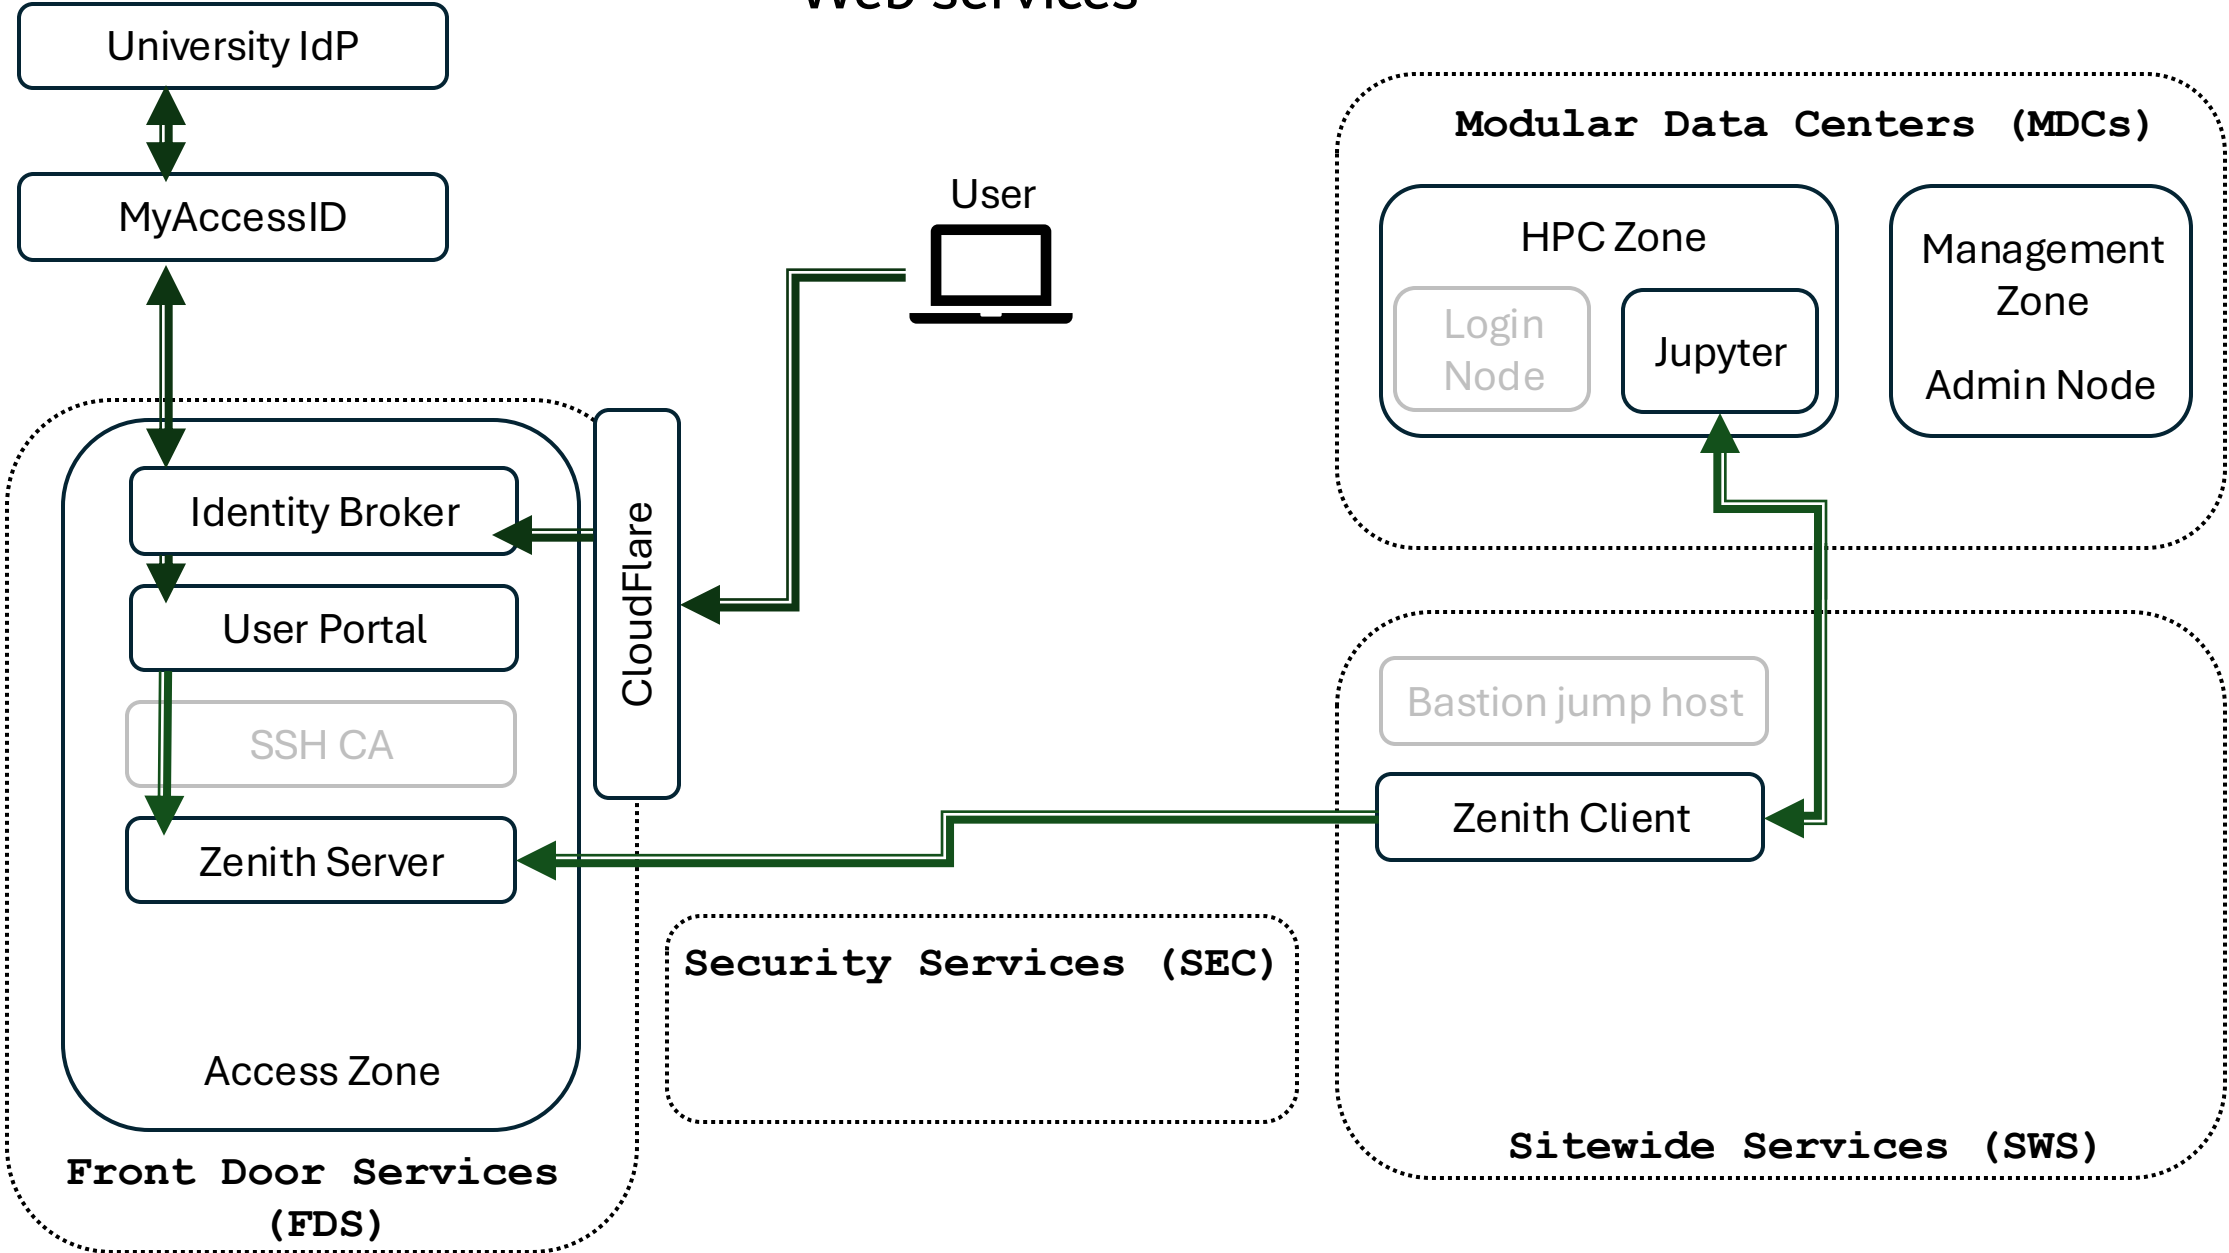 Web services
University IdP
MyAccessID
User
Modular Data Centers (MDCs)
HPC Zone
Login
Node
Jupyter
Management
Zone
Admin Node
Identity Broker
User Portal
SSH CA
Zenith Server
Access Zone
Front Door Services
(FDS)
CloudFlare
Security Services (SEC)
Bastion jump host
Zenith Client
Sitewide Services (SWS)